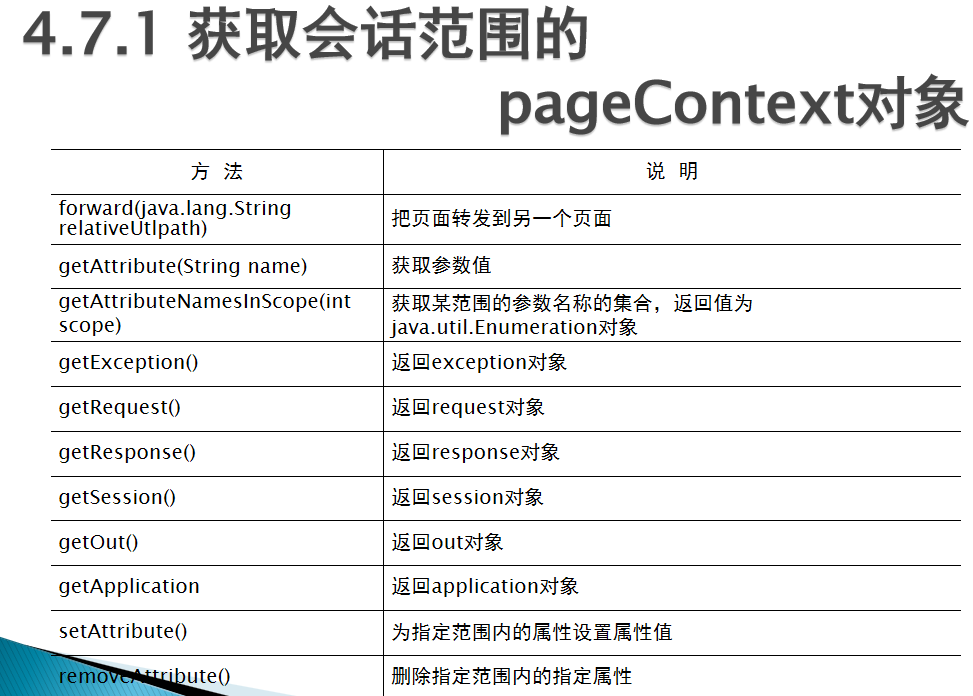 4.7.1 获取会话范围的
pageContext对象
方 法
说 明
forward(java.lang.String
relativeUtlpath)
把页面转发到另一个页面
getAttribute(String name)
获取参数值
getAttributeNamesInScope(int
scope)
获取某范围的参数名称的集合，返回值为
java.util.Enumeration对象
getException()
返回exception对象
getRequest()
返回request对象
getResponse()
返回response对象
getSession()
返回session对象
getOut()
返回out对象
getApplication
返回application对象
setAttribute()
为指定范围内的属性设置属性值
removeAttribute()
删除指定范围内的指定属性